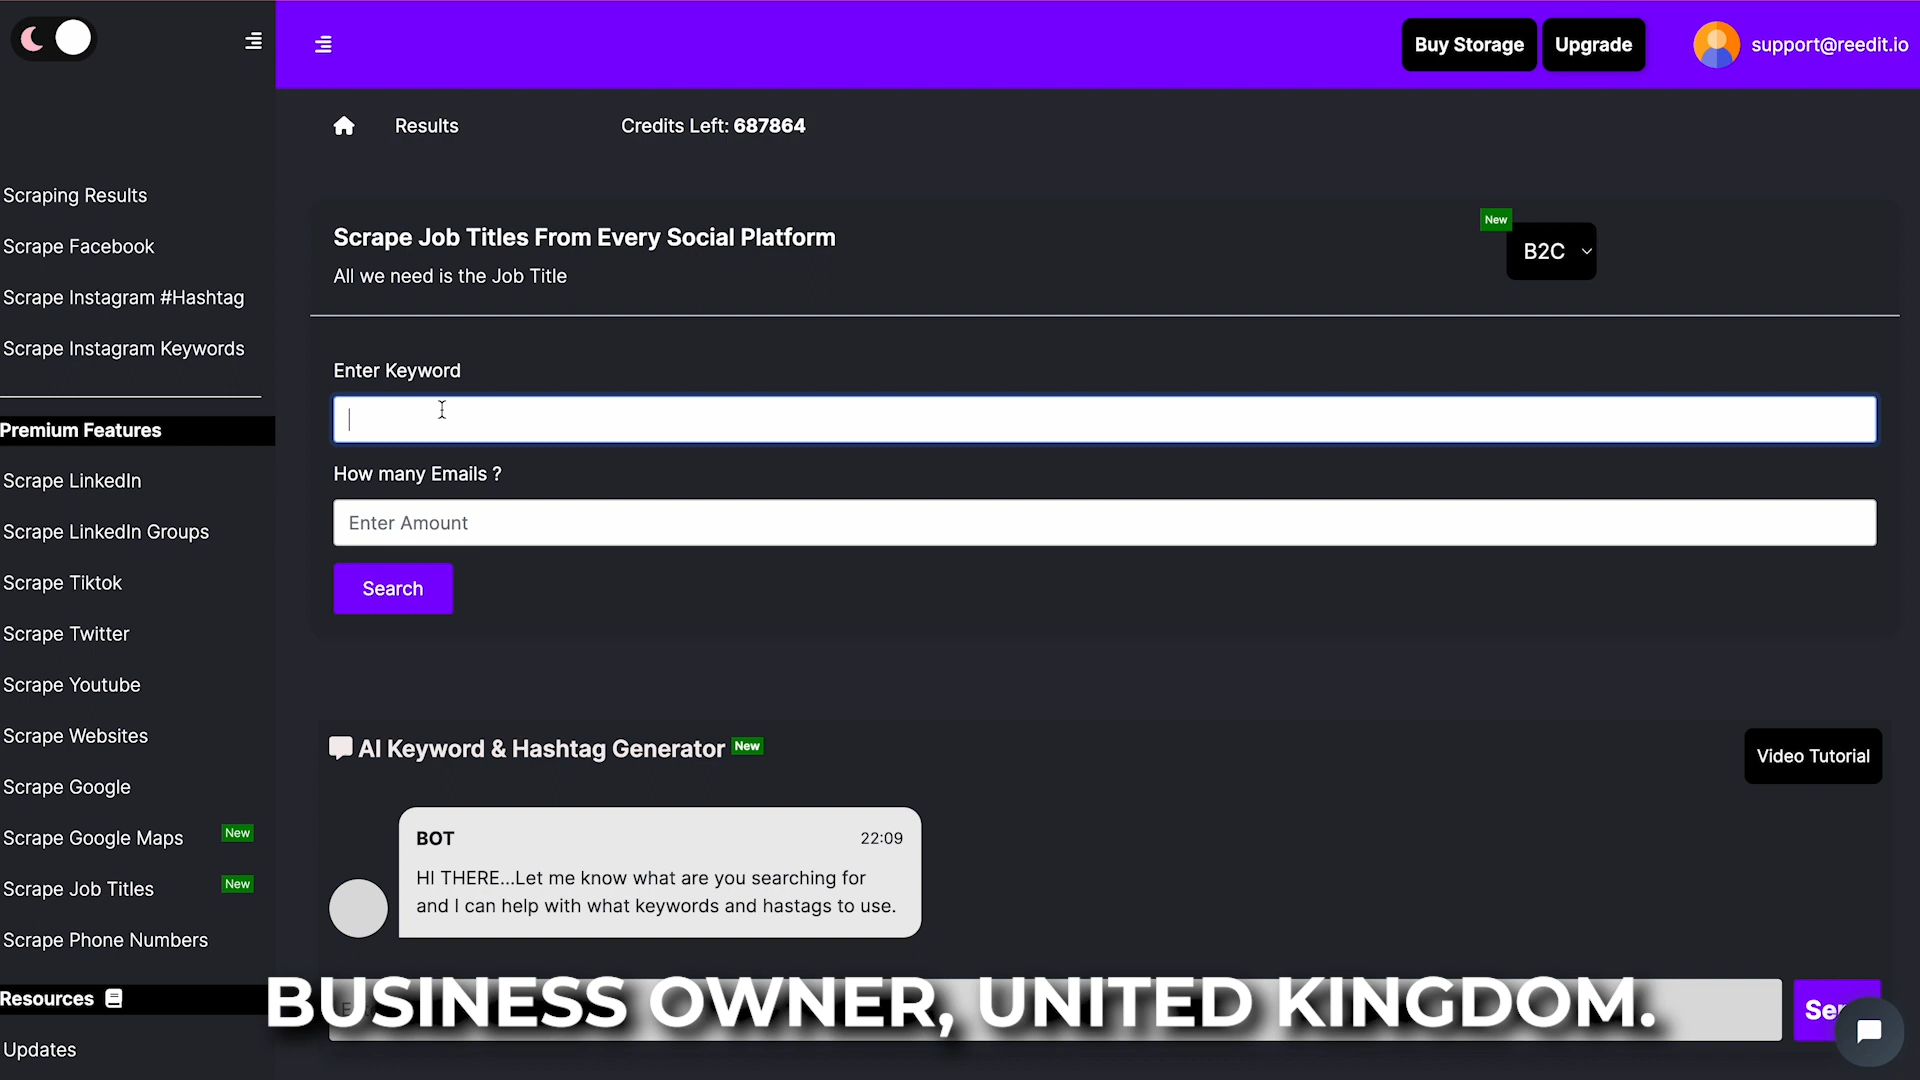 Buy Storage
Upgrade
support@reedit.io
Results
Credits Left: 687864
Scraping Results
Scrape Facebook
Scrape Instagram #Hashtag
Scrape Instagram Keywords
Premium Features
Scrape LinkedIn
Scrape LinkedIn Groups
Scrape Tiktok
Scrape Twitter
Scrape Youtube
Scrape Websites
Scrape Google
Scrape Google Maps New
Scrape Job Titles New
Scrape Phone Numbers
Resources
Updates
Scrape Job Titles From Every Social Platform
All we need is the Job Title
New
B2C
Enter Keyword
How many Emails ?
Enter Amount
Search
AI Keyword & Hashtag Generator New
Video Tutorial
BOT 22:09
HI THERE...Let me know what are you searching for
and I can help with what keywords and hastags to use.
BUSINESS OWNER, UNITED KINGDOM.